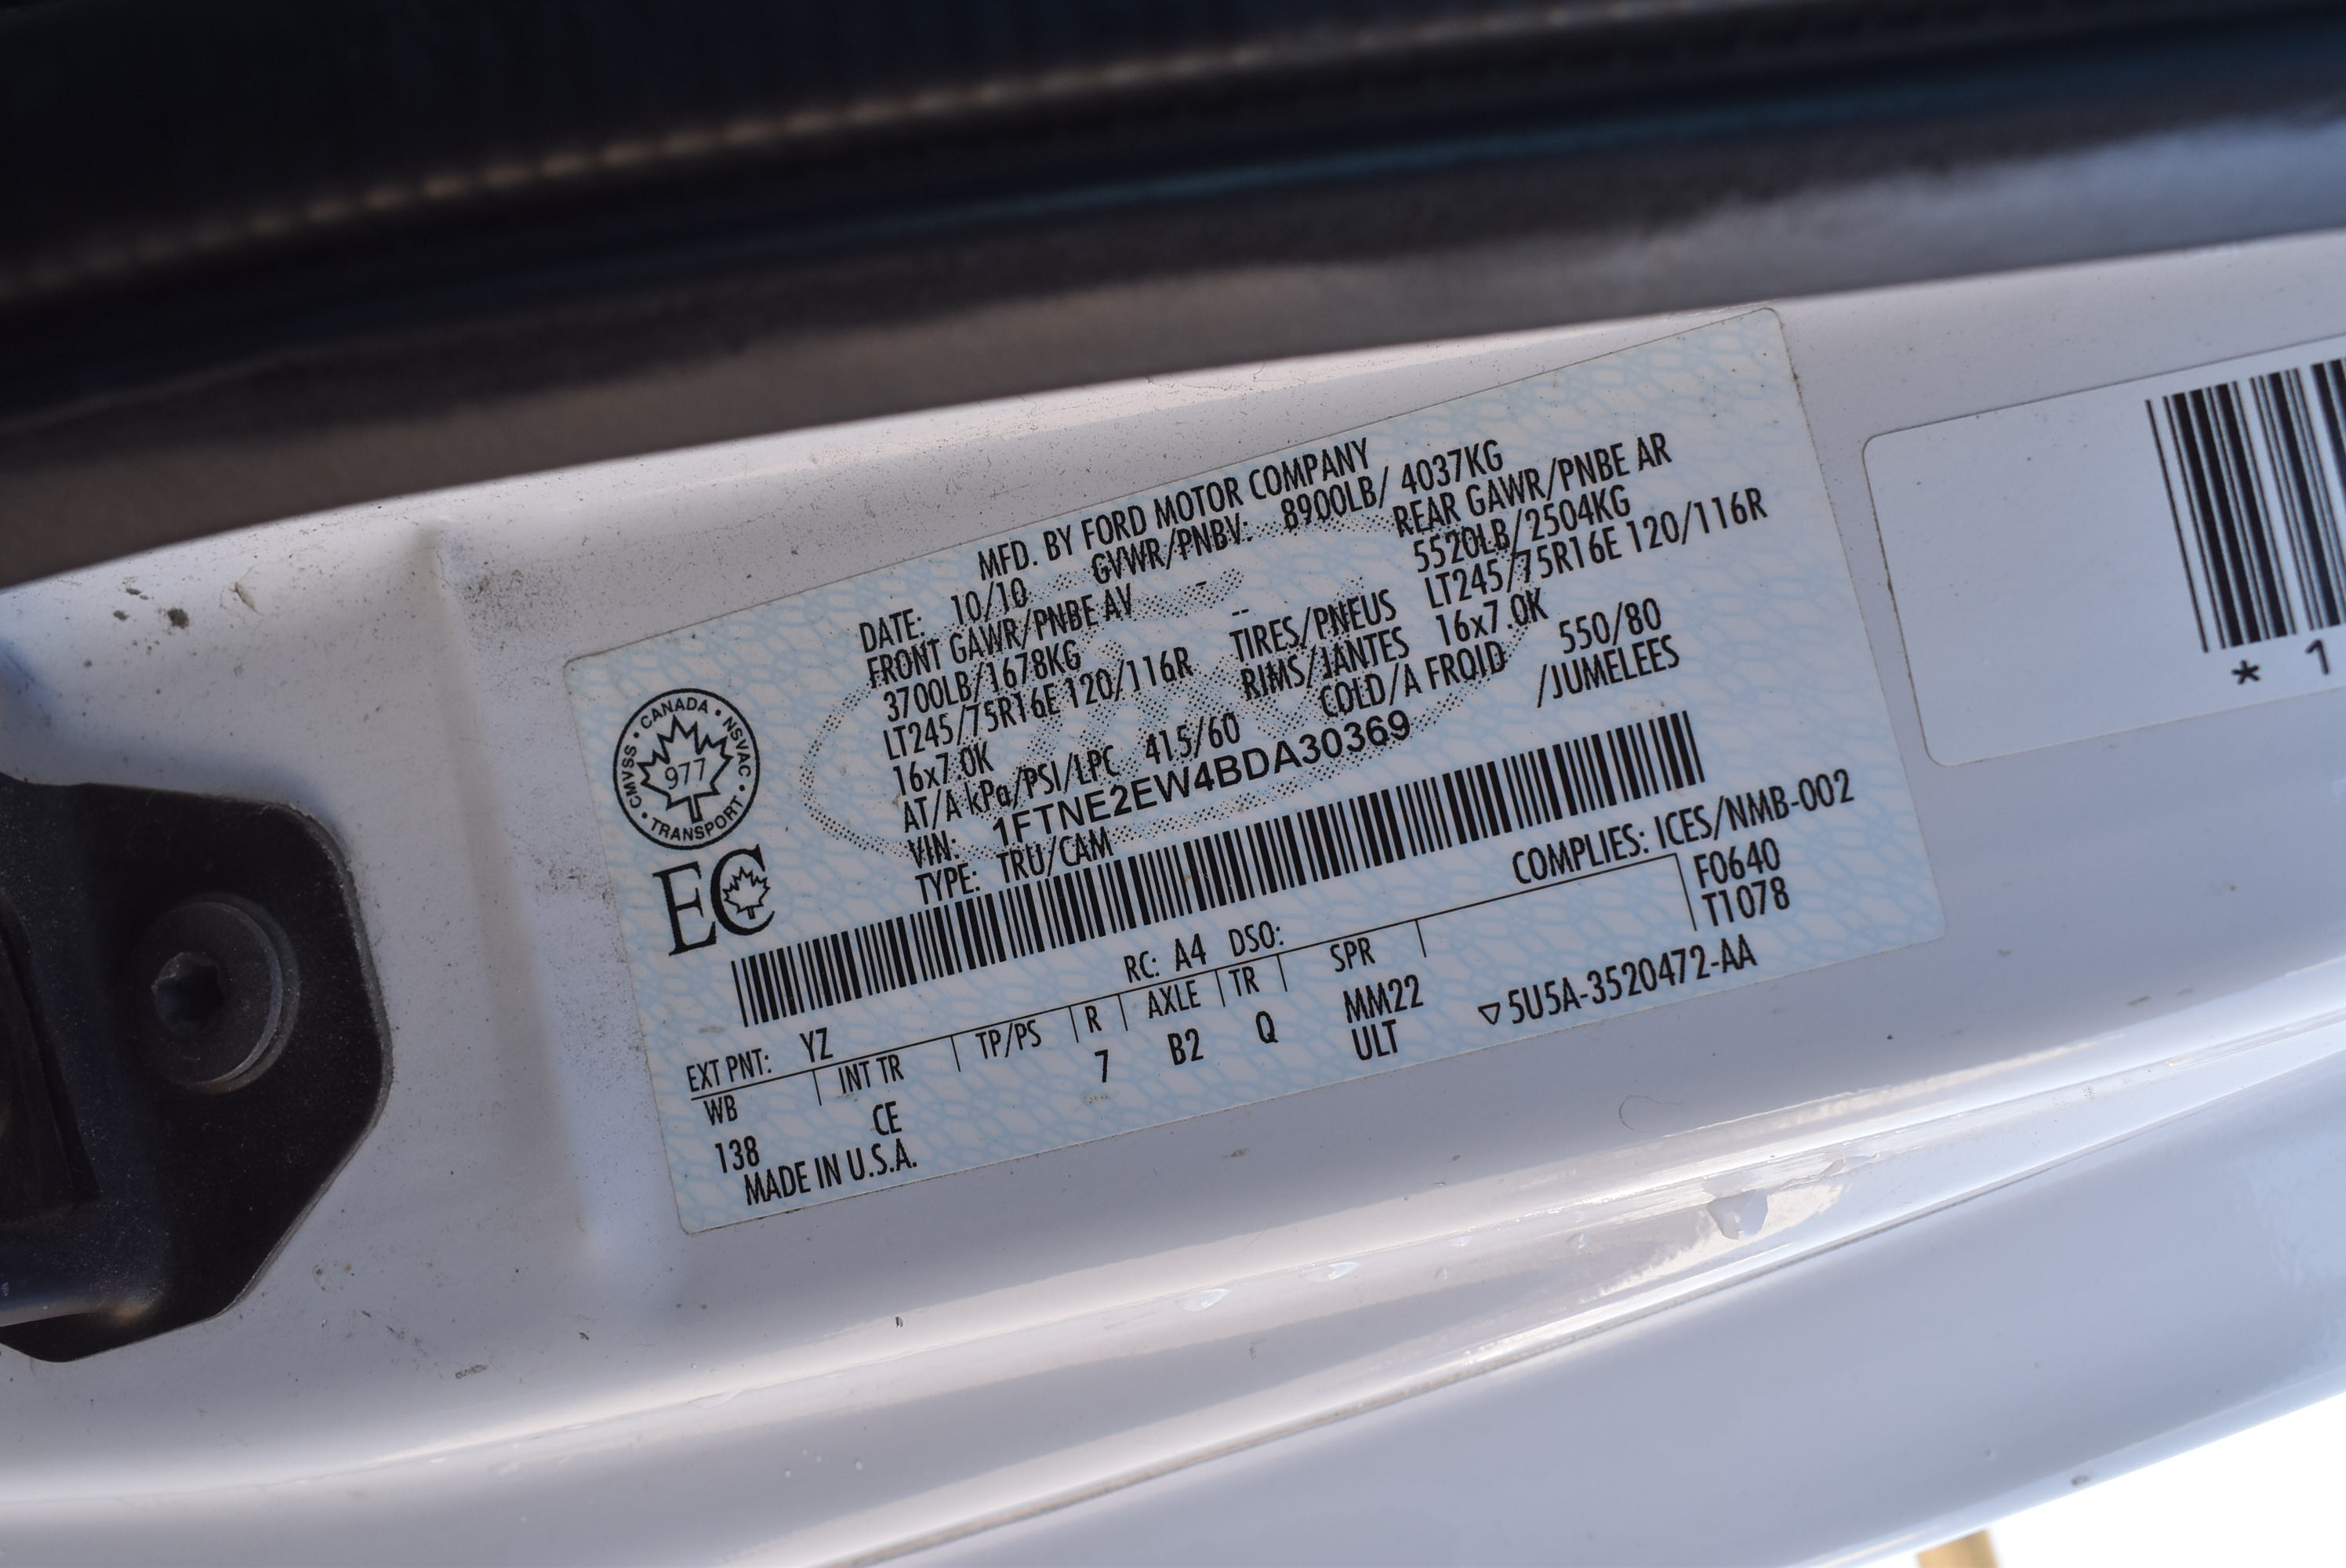 MFD. BY FORD MOTOR COMPANY
DATE: 10/10 GVWR/PNBV: 8900LB/ 4037KG
FRONT GAWR/PNBE AV REAR GAWR/PNBE AR
3700LB/1678KG -- 5520LB/2504KG
LT245/75R16E 120/116R TIRES/PNEUS LT245/75R16E 120/116R
16x7.0K RIMS/JANTES 16x7.0K
AT/A kPa/PSI/LPC 415/60 COLD/A FROID 550/80
VIN: 1FTNE2EW4BDA30369 /JUMELEES
TYPE: TRU/CAM
CANADA • NSVAC • TRANSPORT • CMVSS •
977
EC
COMPLIES: ICES/NMB-002
EXT PNT: YZ RC: A4 DSO: F0640
WB INT TR TP/PS R AXLE TR SPR T1078
138 CE 7 B2 Q MM22
ULT
MADE IN U.S.A. ▽5U5A-3520472-AA
* 1